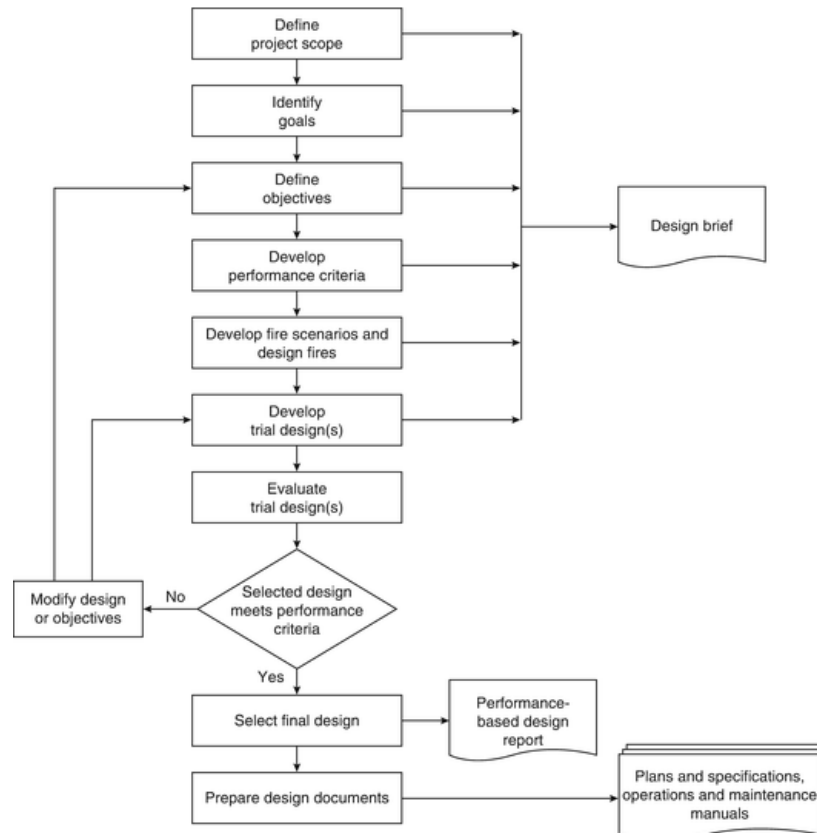 Define
project scope
Identify
goals
Define
objectives
Design brief
Develop
performance criteria
Develop fire scenarios and
design fires
Develop
trial design(s)
Evaluate
trial design(s)
Modify design
or objectives
No
Selected design
meets performance
criteria
Yes
Select final design
Performance-
based design
report
Prepare design documents
Plans and specifications,
operations and maintenance
manuals